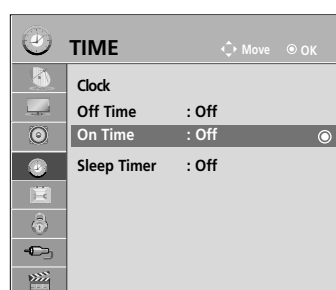 TIME Move OK
Clock
Off Time : Off
On Time : Off
Sleep Timer : Off